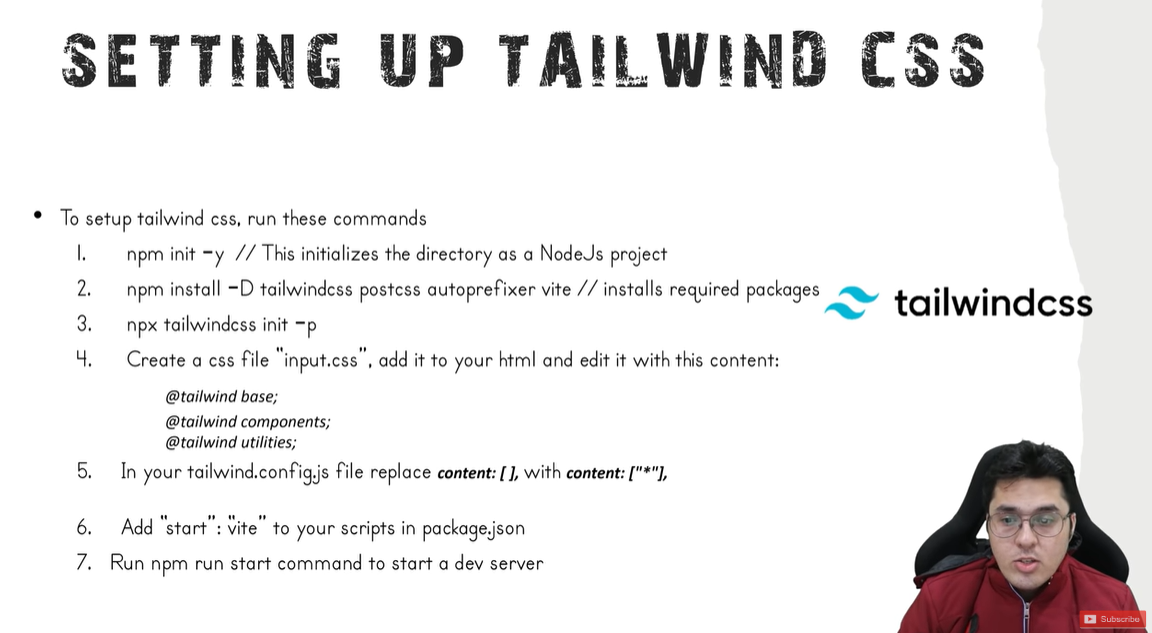 SETTING UP TAILWIND CSS
• To setup tailwind css, run these commands
1. npm init -y // This initializes the directory as a NodeJs project
2. npm install -D tailwindcss postcss autoprefixer vite // installs required packages
tailwindcss
3. npx tailwindcss init -p
4. Create a css file "input.css", add it to your html and edit it with this content:
@tailwind base;
@tailwind components;
@tailwind utilities;
5. In your tailwind.config.js file replace content: [ ], with content: ["*"],
6. Add "start": "vite" to your scripts in package.json
7. Run npm run start command to start a dev server
Subscribe